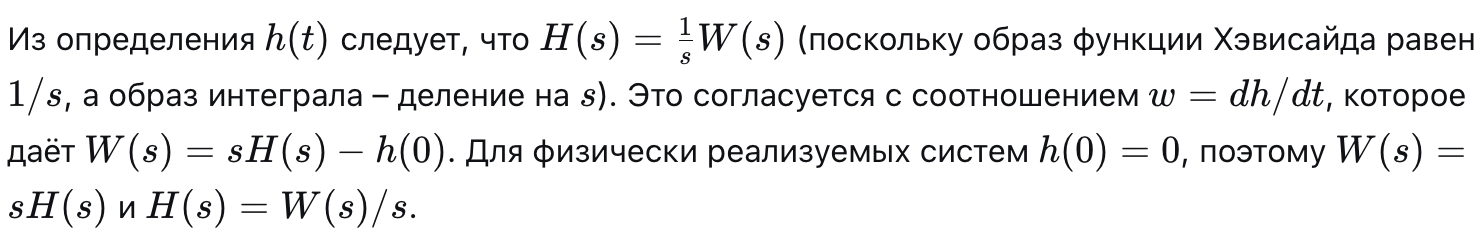 Из определения h(t) следует, что H(s) = \frac{1}{s}W(s) (поскольку образ функции Хэвисайда равен
1/s, а образ интеграла – деление на s). Это согласуется с соотношением w = dh/dt, которое
даёт W(s) = sH(s) − h(0). Для физически реализуемых систем h(0) = 0, поэтому W(s) =
sH(s) и H(s) = W(s)/s.